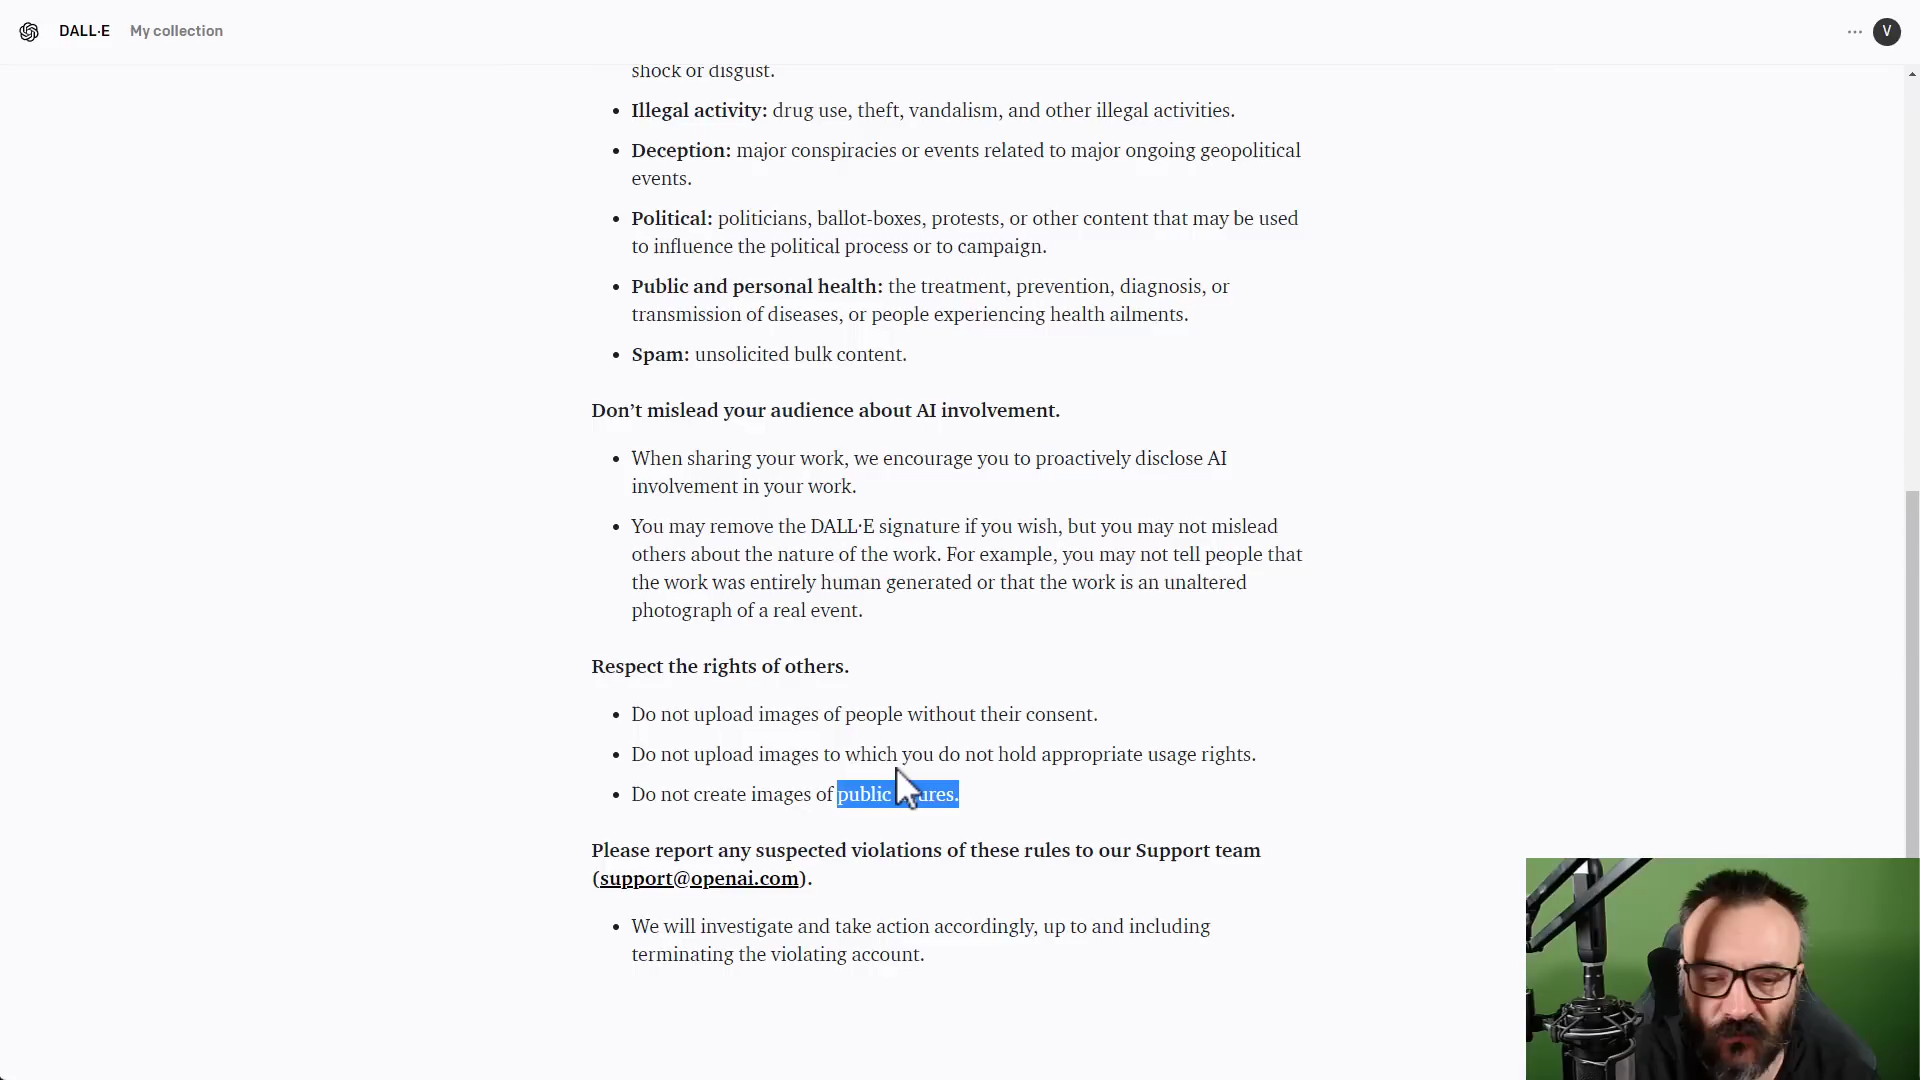 DALL·E My collection ··· V
shock or disgust.
• Illegal activity: drug use, theft, vandalism, and other illegal activities.
• Deception: major conspiracies or events related to major ongoing geopolitical
events.
• Political: politicians, ballot-boxes, protests, or other content that may be used
to influence the political process or to campaign.
• Public and personal health: the treatment, prevention, diagnosis, or
transmission of diseases, or people experiencing health ailments.
• Spam: unsolicited bulk content.
Don’t mislead your audience about AI involvement.
• When sharing your work, we encourage you to proactively disclose AI
involvement in your work.
• You may remove the DALL·E signature if you wish, but you may not mislead
others about the nature of the work. For example, you may not tell people that
the work was entirely human generated or that the work is an unaltered
photograph of a real event.
Respect the rights of others.
• Do not upload images of people without their consent.
• Do not upload images to which you do not hold appropriate usage rights.
• Do not create images of public figures.
Please report any suspected violations of these rules to our Support team
(support@openai.com).
• We will investigate and take action accordingly, up to and including
terminating the violating account.